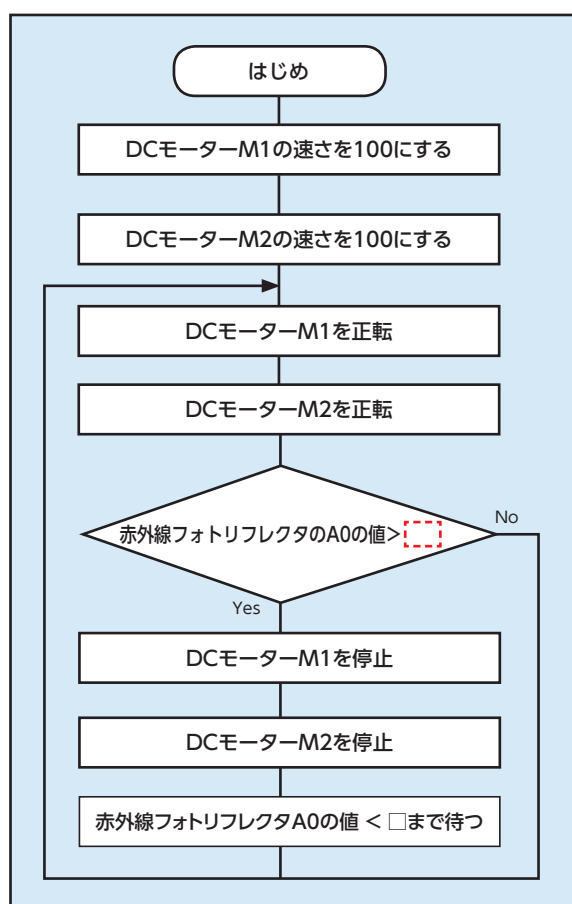 はじめ
DCモーターM1の速さを100にする
DCモーターM2の速さを100にする
DCモーターM1を正転
DCモーターM2を正転
赤外線フォトリフレクタのA0の値>
No
Yes
DCモーターM1を停止
DCモーターM2を停止
赤外線フォトリフレクタA0の値 < □まで待つ